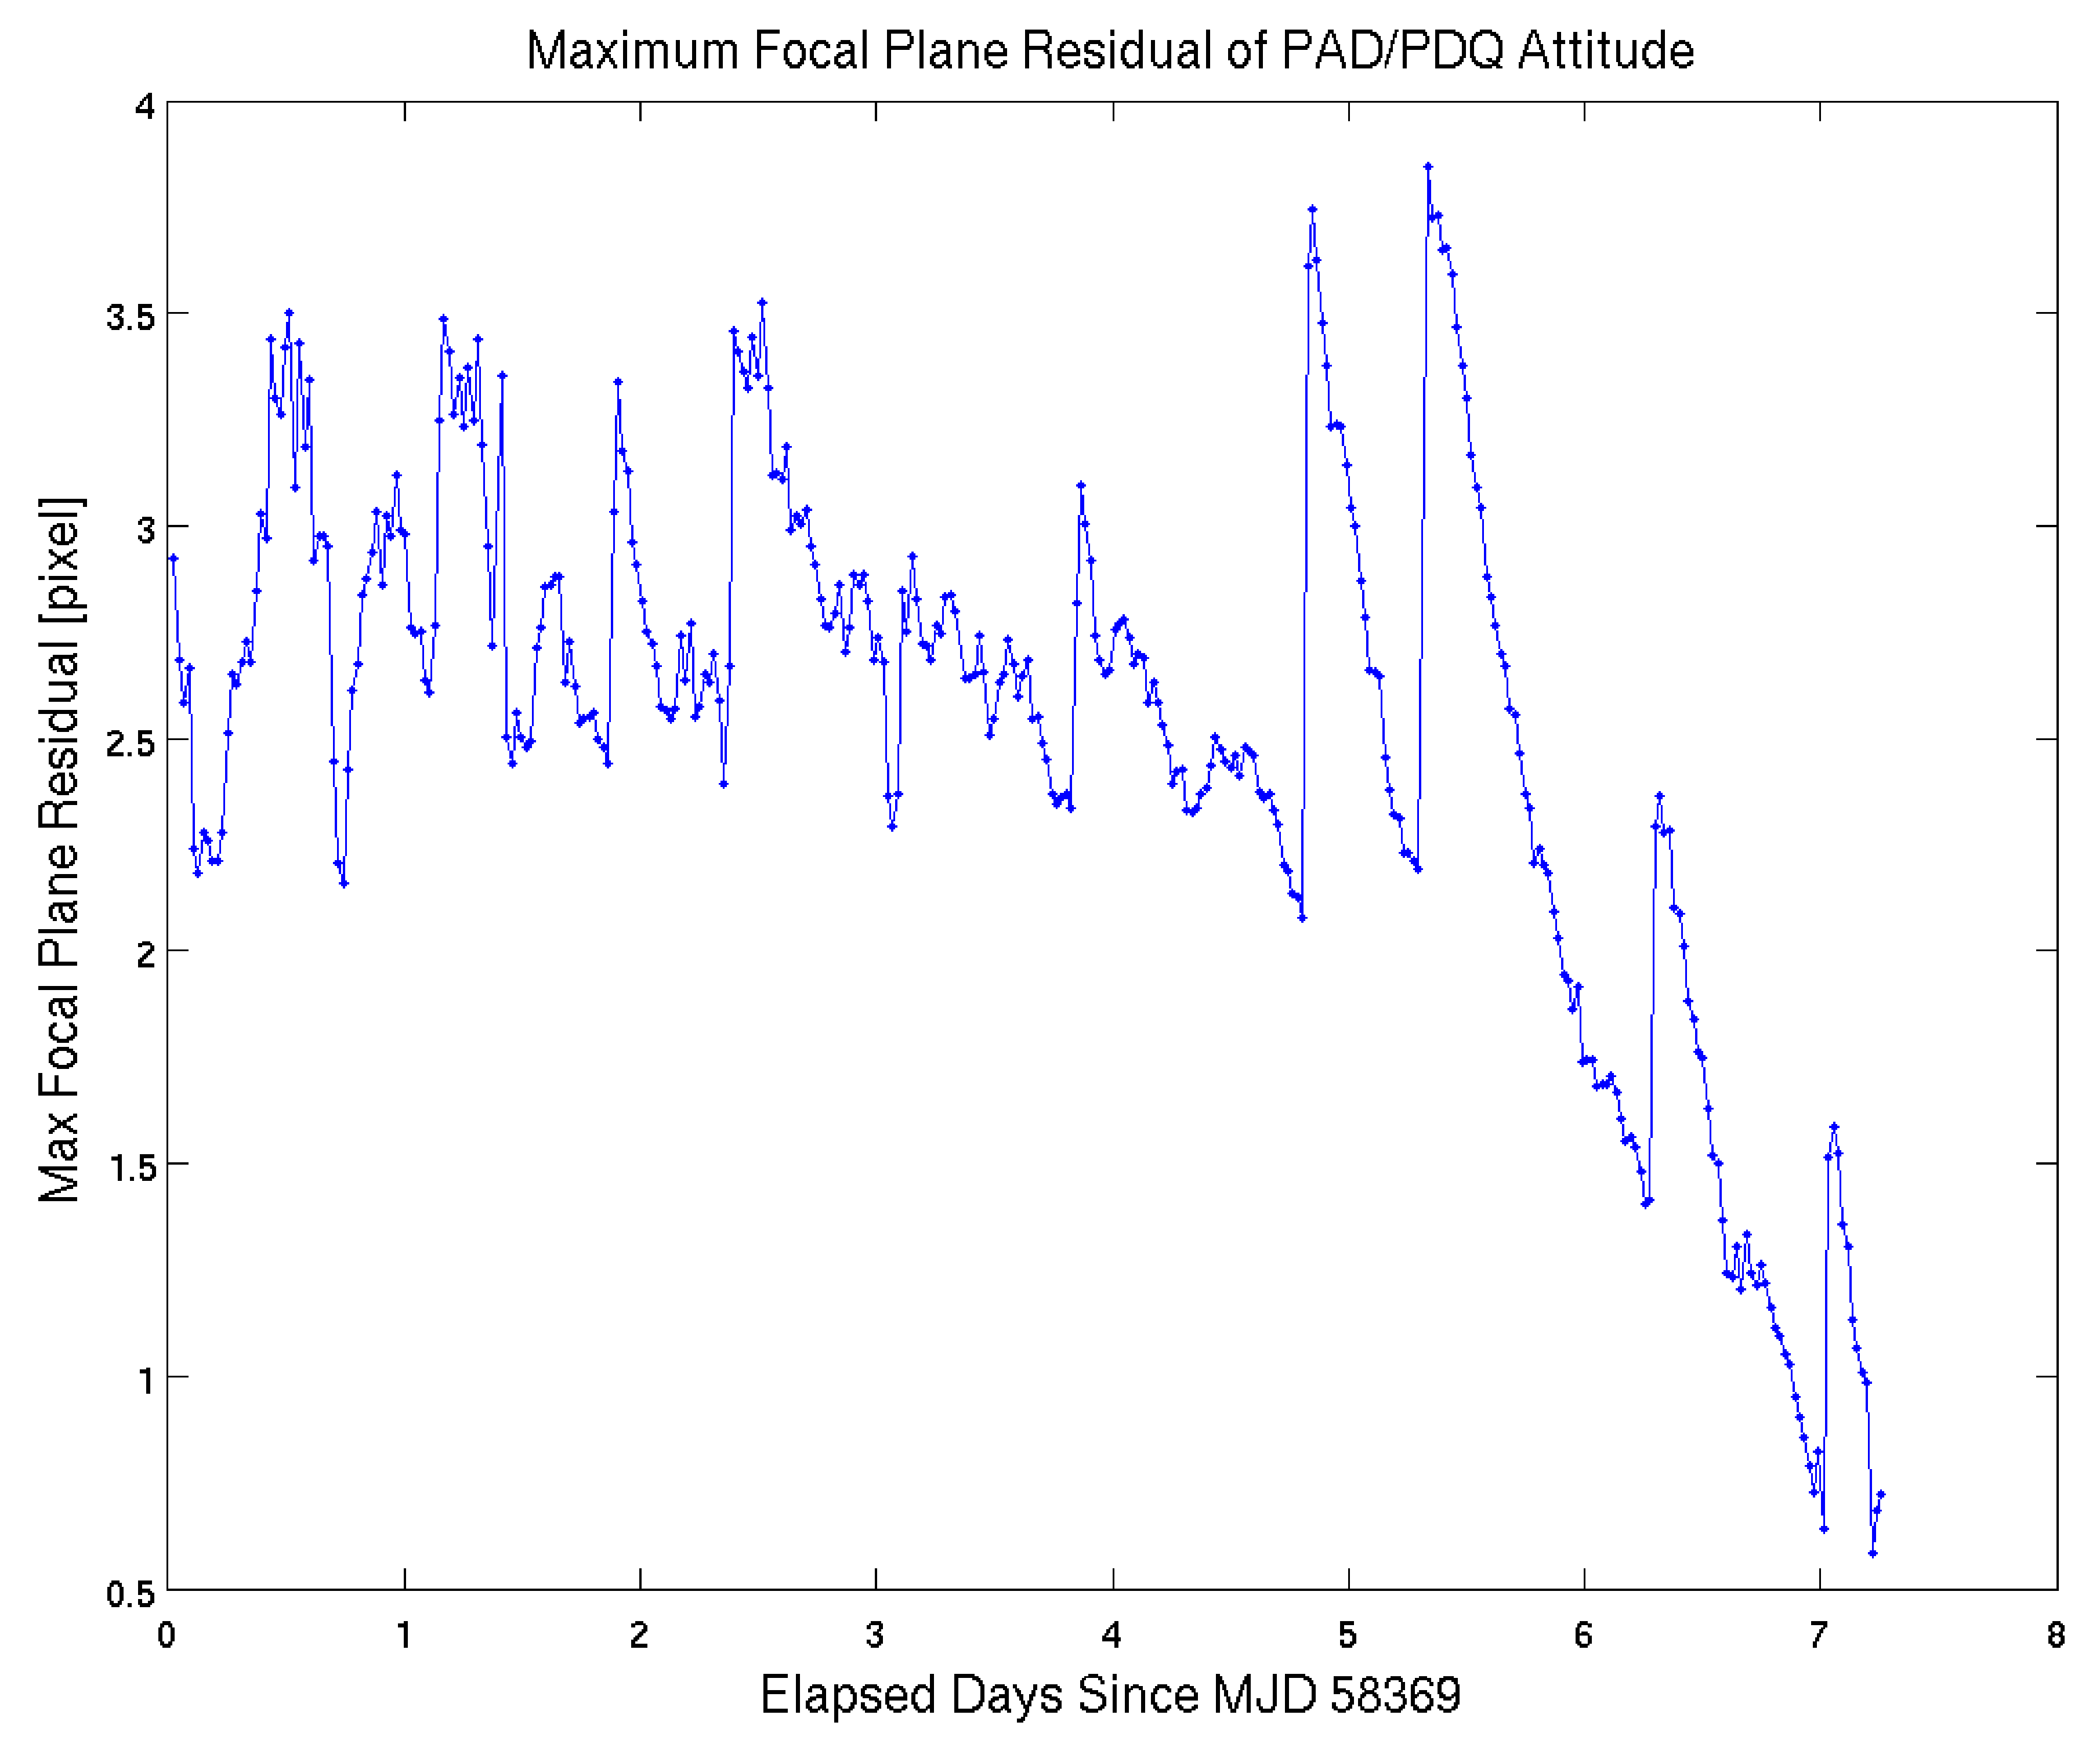 Maximum Focal Plane Residual of PAD/PDQ Attitude
Max Focal Plane Residual [pixel]
4
3.5
3
2.5
2
1.5
1
0.5
0 1 2 3 4 5 6 7 8
Elapsed Days Since MJD 58369